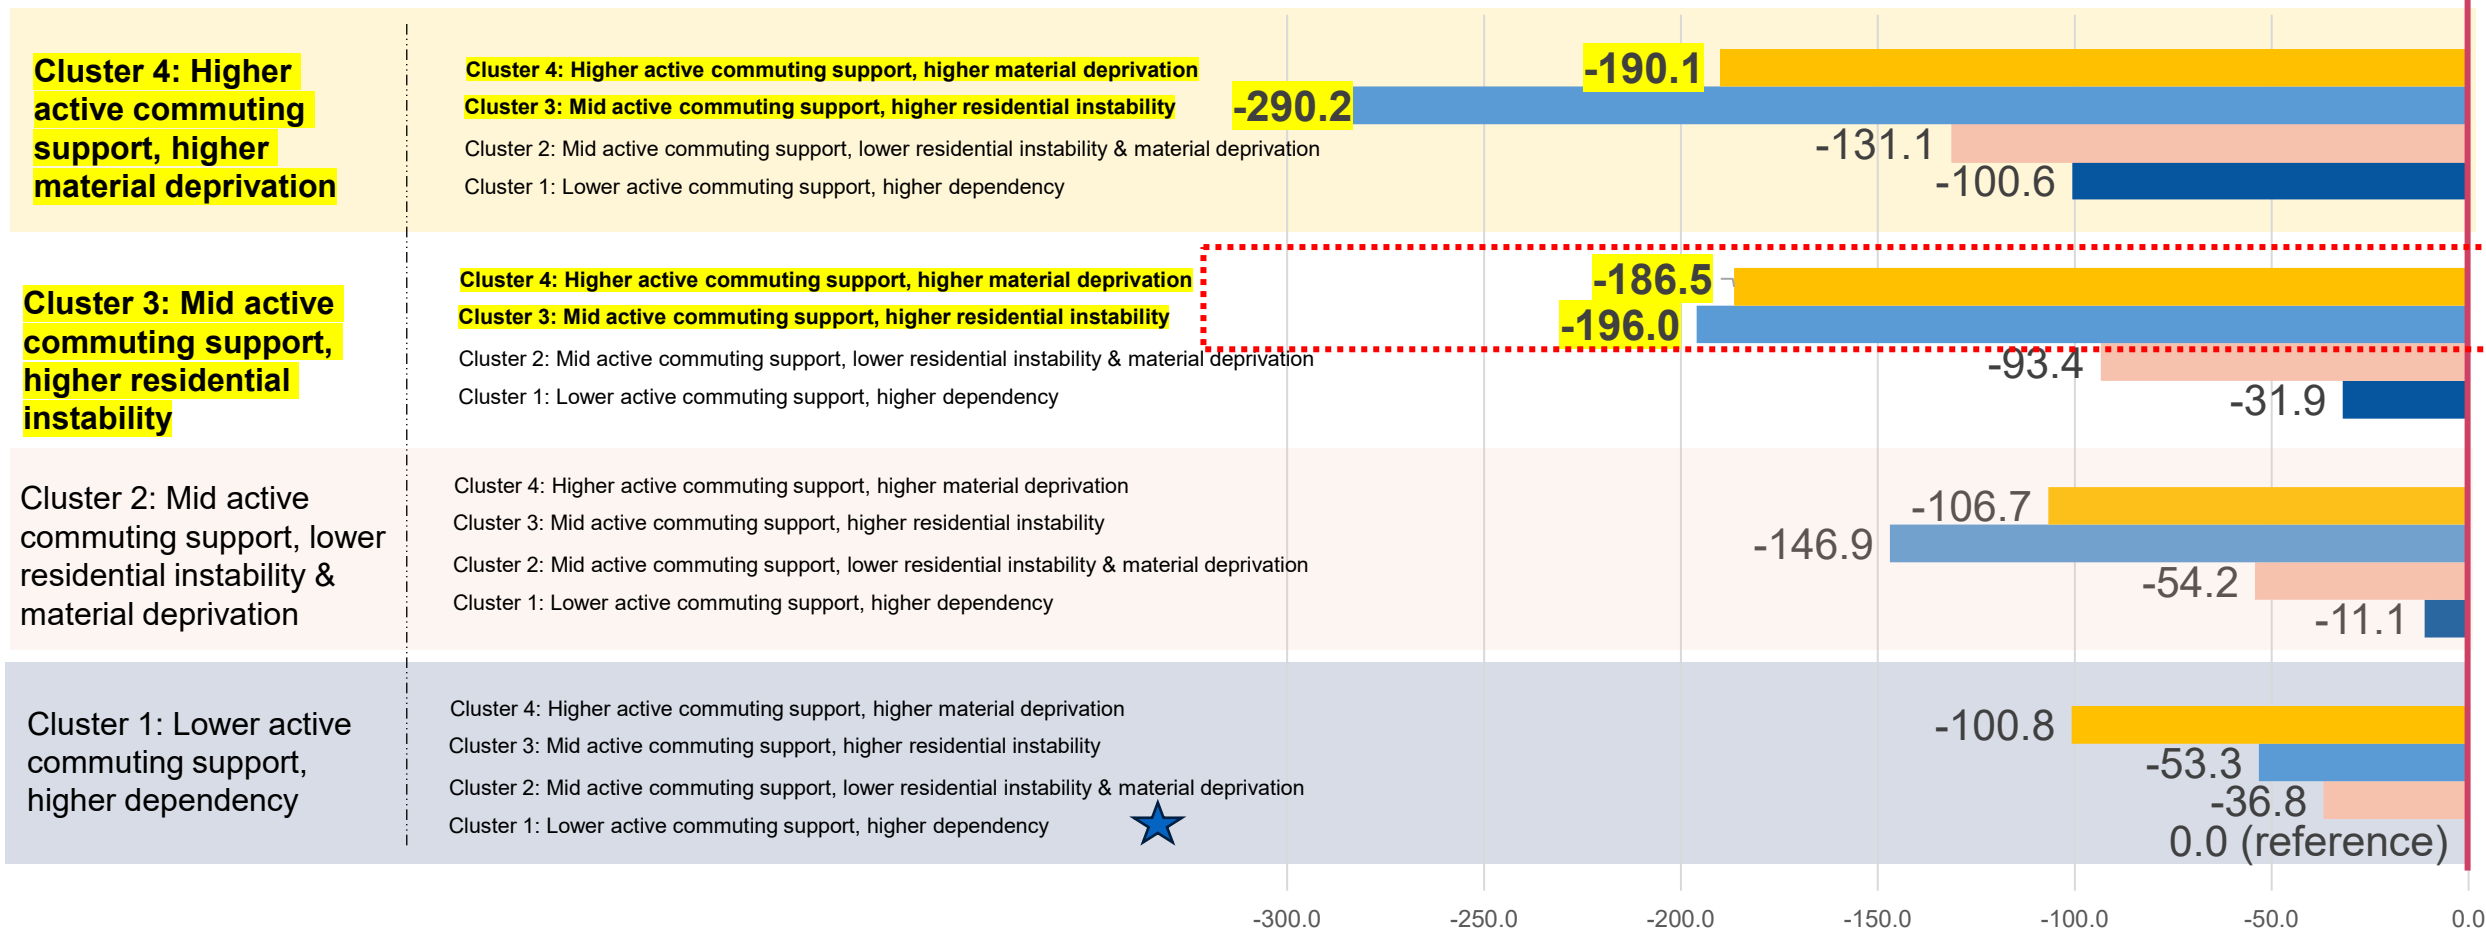 Cluster 4: Higher
active commuting
support, higher
material deprivation
Cluster 4: Higher active commuting support, higher material deprivation
-190.1
Cluster 3: Mid active commuting support, higher residential instability
-290.2
Cluster 2: Mid active commuting support, lower residential instability & material deprivation
-131.1
Cluster 1: Lower active commuting support, higher dependency
-100.6
Cluster 3: Mid active
commuting support,
higher residential
instability
Cluster 4: Higher active commuting support, higher material deprivation
-186.5
Cluster 3: Mid active commuting support, higher residential instability
-196.0
Cluster 2: Mid active commuting support, lower residential instability & material deprivation
-93.4
Cluster 1: Lower active commuting support, higher dependency
-31.9
Cluster 2: Mid active
commuting support, lower
residential instability &
material deprivation
Cluster 4: Higher active commuting support, higher material deprivation
-106.7
Cluster 3: Mid active commuting support, higher residential instability
-146.9
Cluster 2: Mid active commuting support, lower residential instability & material deprivation
-54.2
Cluster 1: Lower active commuting support, higher dependency
-11.1
Cluster 1: Lower active
commuting support,
higher dependency
Cluster 4: Higher active commuting support, higher material deprivation
-100.8
Cluster 3: Mid active commuting support, higher residential instability
-53.3
Cluster 2: Mid active commuting support, lower residential instability & material deprivation
-36.8
Cluster 1: Lower active commuting support, higher dependency
0.0 (reference)
-300.0 -250.0 -200.0 -150.0 -100.0 -50.0 0.0